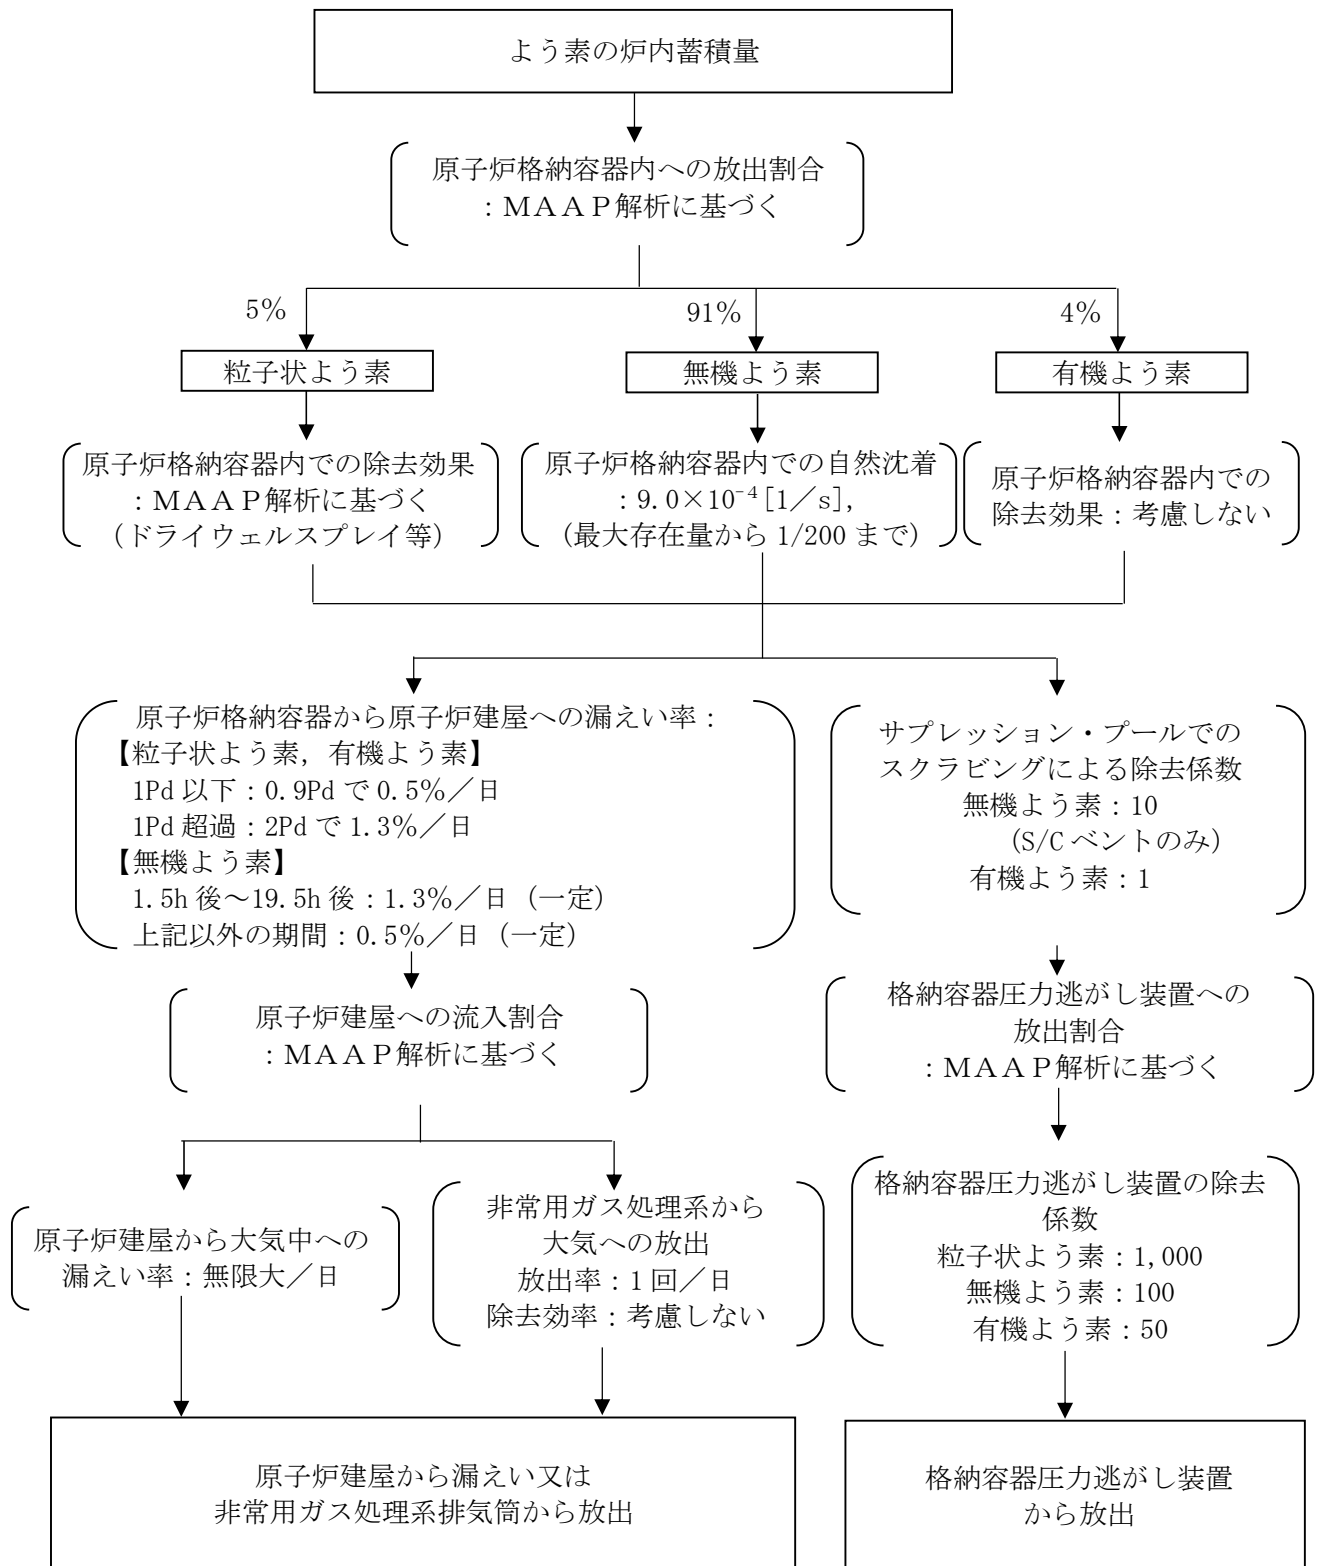 よう素の炉内蓄積量
原子炉格納容器内への放出割合
：ＭＡＡＰ解析に基づく
5％
91％
4％
粒子状よう素
無機よう素
有機よう素
原子炉格納容器内での除去効果
：ＭＡＡＰ解析に基づく
（ドライウェルスプレイ等）
原子炉格納容器内での自然沈着
：9.0×10⁻⁴[1／s]，
（最大存在量から 1/200 まで）
原子炉格納容器内での
除去効果：考慮しない
原子炉格納容器から原子炉建屋への漏えい率：
【粒子状よう素，有機よう素】
1Pd 以下：0.9Pd で 0.5％／日
1Pd 超過：2Pd で 1.3％／日
【無機よう素】
1.5h 後～19.5h 後：1.3％／日（一定）
上記以外の期間：0.5％／日（一定）
サプレッション・プールでの
スクラビングによる除去係数
無機よう素：10
（S/C ベントのみ）
有機よう素：1
原子炉建屋への流入割合
：ＭＡＡＰ解析に基づく
格納容器圧力逃がし装置への
放出割合
：ＭＡＡＰ解析に基づく
原子炉建屋から大気中への
漏えい率：無限大／日
非常用ガス処理系から
大気への放出
放出率：1 回／日
除去効率：考慮しない
格納容器圧力逃がし装置の除去
係数
粒子状よう素：1,000
無機よう素：100
有機よう素：50
原子炉建屋から漏えい又は
非常用ガス処理系排気筒から放出
格納容器圧力逃がし装置
から放出